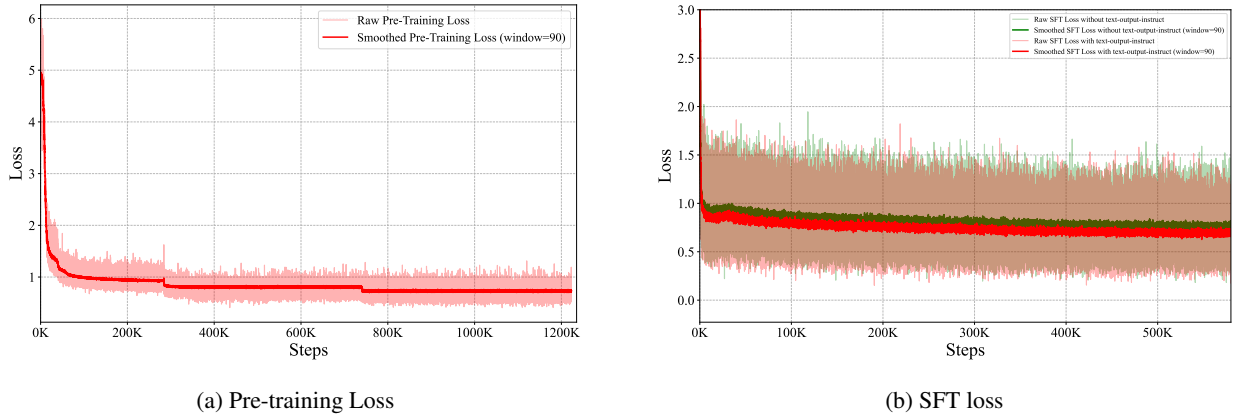 Raw Pre-Training Loss
Smoothed Pre-Training Loss (window=90)
6
5
4
3
2
1
Loss
0K
200K
400K
600K
800K
1000K
1200K
Steps
(a) Pre-training Loss
Raw SFT Loss without text-output-instruct
Smoothed SFT Loss without text-output-instruct (window=90)
Raw SFT Loss with text-output-instruct
Smoothed SFT Loss with text-output-instruct (window=90)
3.0
2.5
2.0
1.5
1.0
0.5
0.0
Loss
0K
100K
200K
300K
400K
500K
Steps
(b) SFT loss